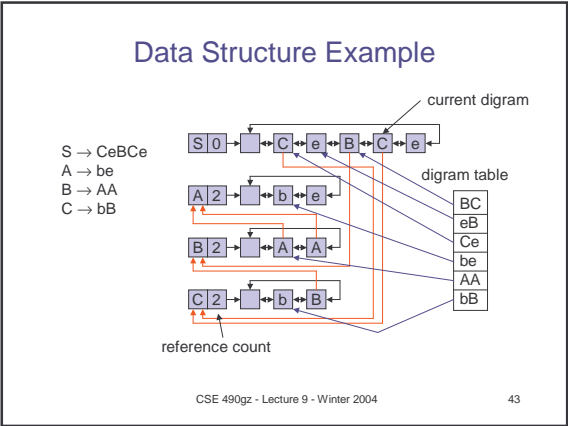 Data Structure Example
current digram
S → CeBCe
A → be
B → AA
C → bB
S 0 C e B C e
digram table
A 2 b e
B 2 A A
C 2 b B
BC
eB
Ce
be
AA
bB
reference count
CSE 490gz - Lecture 9 - Winter 2004 43